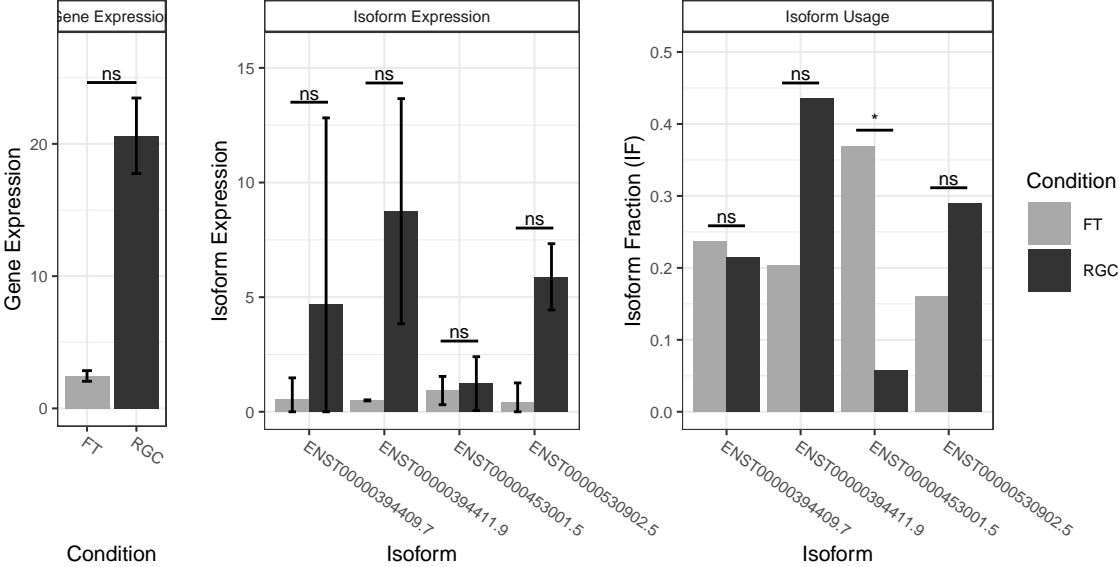 Gene Expression
Isoform Expression
Isoform Usage
Gene Expression
0
10
20
ns
FT
RGC
Condition
Isoform Expression
0
5
10
15
ns
ns
ns
ns
ENST00000394409.7
ENST00000394411.9
ENST00000453001.5
ENST00000530902.5
Isoform
Isoform Fraction (IF)
0.0
0.1
0.2
0.3
0.4
0.5
ns
ns
*
ns
ENST00000394409.7
ENST00000394411.9
ENST00000453001.5
ENST00000530902.5
Isoform
Condition
FT
RGC